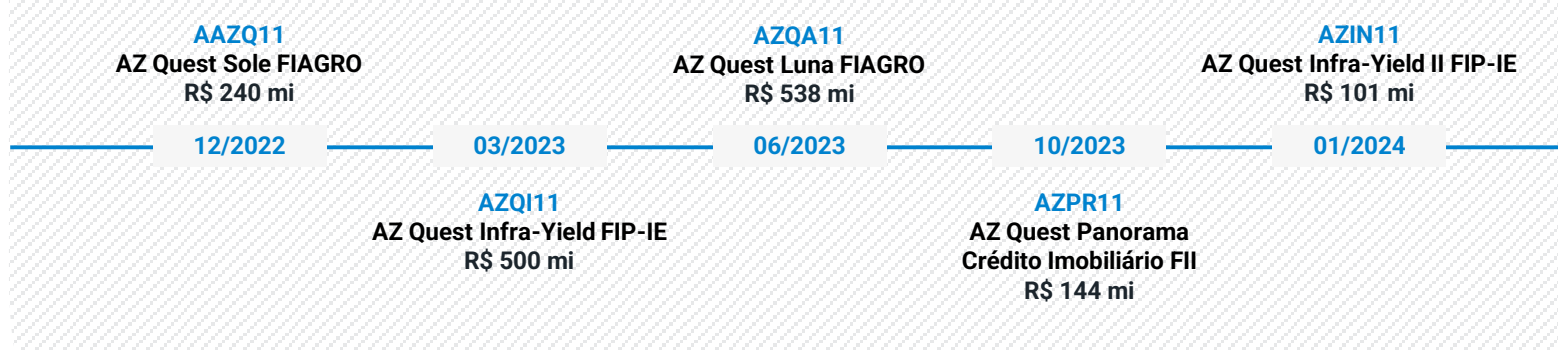 AAZQ11
AZ Quest Sole FIAGRO
R$ 240 mi
AZQA11
AZ Quest Luna FIAGRO
R$ 538 mi
AZIN11
AZ Quest Infra-Yield II FIP-IE
R$ 101 mi
12/2022
03/2023
06/2023
10/2023
01/2024
AZQI11
AZ Quest Infra-Yield FIP-IE
R$ 500 mi
AZPR11
AZ Quest Panorama
Crédito Imobiliário FII
R$ 144 mi